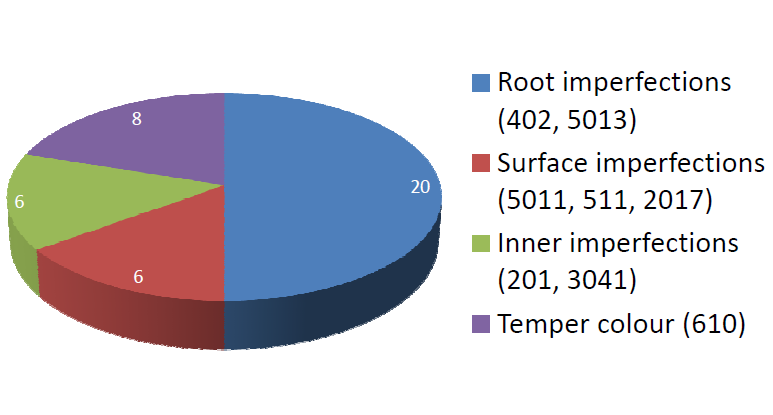 8
20
6
6
Root imperfections
(402, 5013)
Surface imperfections
(5011, 511, 2017)
Inner imperfections
(201, 3041)
Temper colour (610)